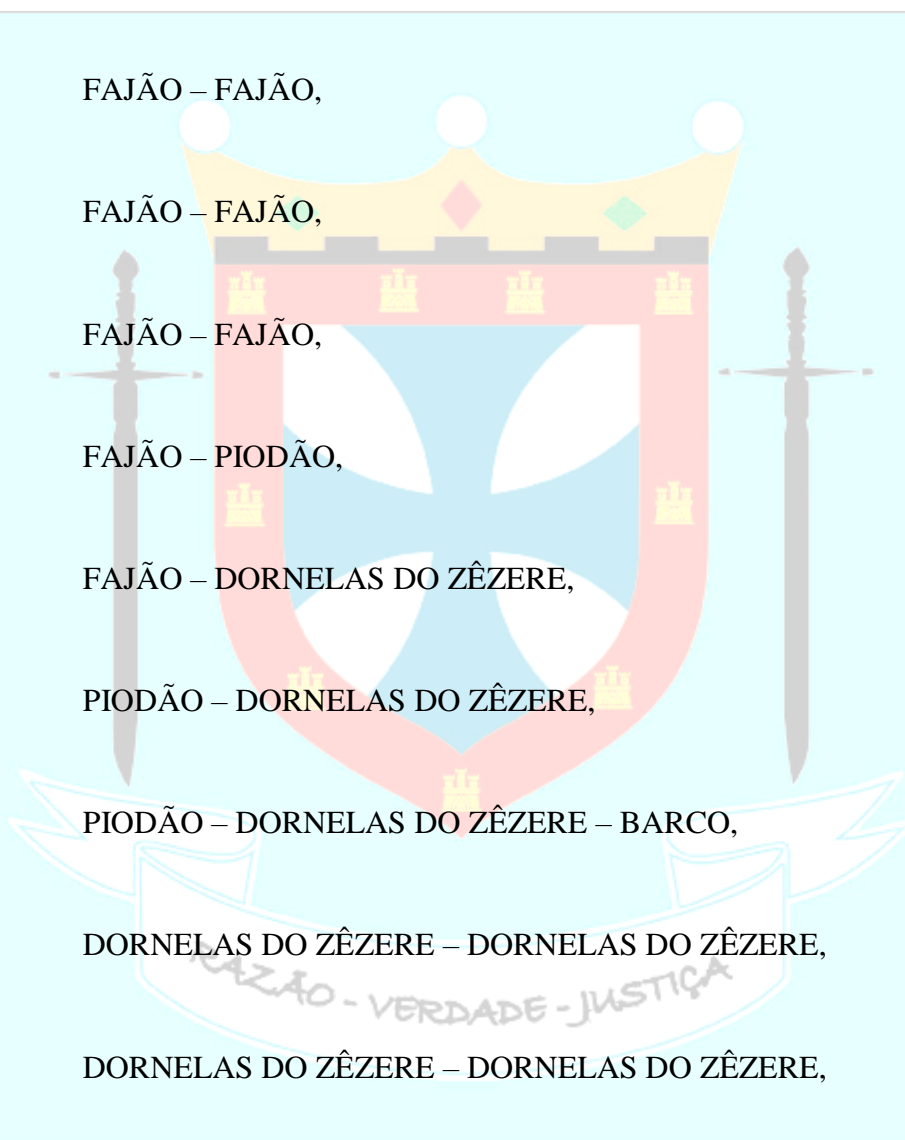 FAJÃO – FAJÃO,
FAJÃO – FAJÃO,
FAJÃO – FAJÃO,
FAJÃO – PIODÃO,
FAJÃO – DORNELAS DO ZÊZERE,
PIODÃO – DORNELAS DO ZÊZERE,
PIODÃO – DORNELAS DO ZÊZERE – BARCO,
DORNELAS DO ZÊZERE – DORNELAS DO ZÊZERE,
RAZÃO - VERDADE - JUSTIÇA
DORNELAS DO ZÊZERE – DORNELAS DO ZÊZERE,